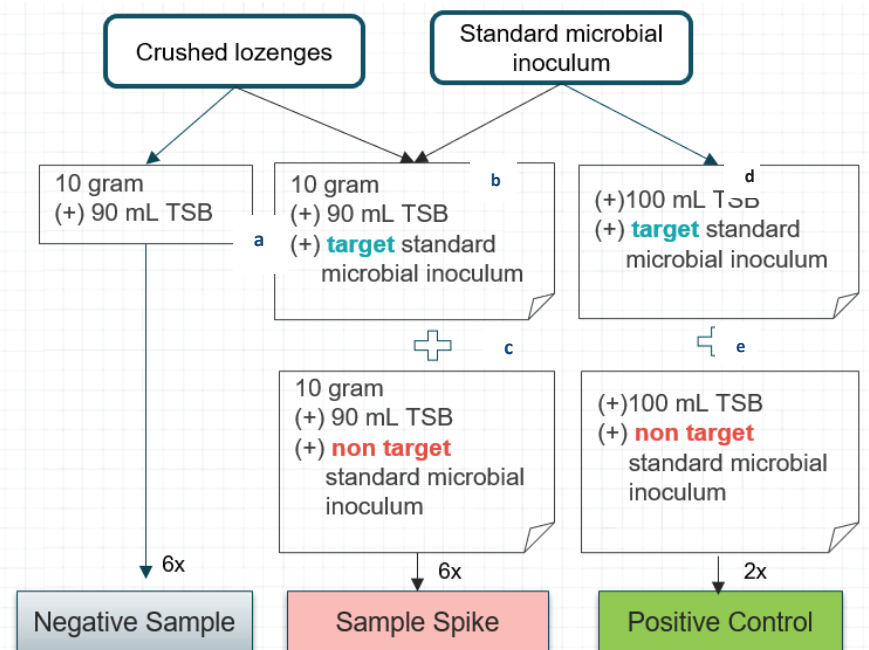 Crushed lozenges
Standard microbial
inoculum
10 gram
(+) 90 mL TSB
a
b
10 gram
(+) 90 mL TSB
(+) target standard
microbial inoculum
d
(+)100 mL TSB
(+) target standard
microbial inoculum
c
e
10 gram
(+) 90 mL TSB
(+) non target
standard microbial
inoculum
(+)100 mL TSB
(+) non target
standard microbial
inoculum
6x
6x
2x
Negative Sample
Sample Spike
Positive Control